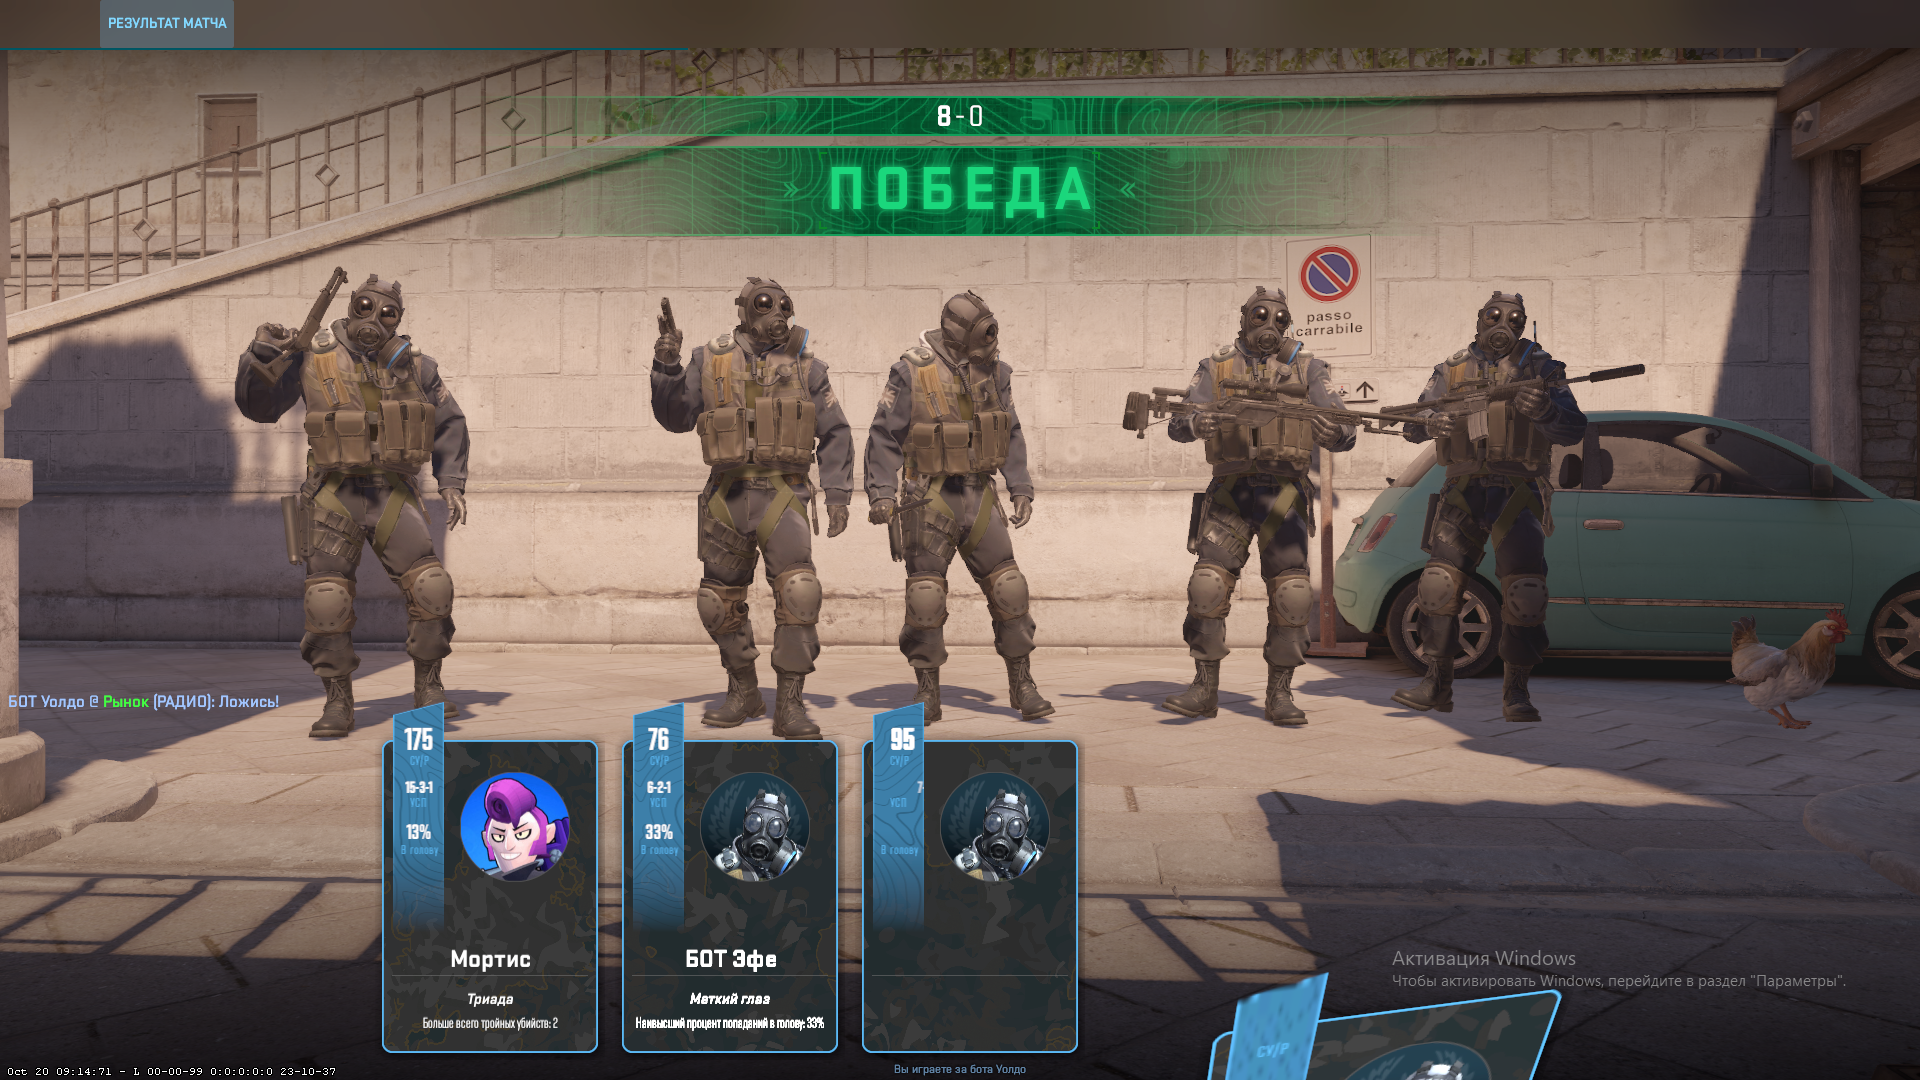 РЕЗУЛЬТАТ МАТЧА
8-0
» ПОБЕДА «
passo
carrabile
БОТ Уолдо @ Рынок (РАДИО): Ложись!
175
СУ/Р
15-3-1
УСП
13%
В голову
Мортис
Триада
Больше всего тройных убийств: 2
76
СУ/Р
6-2-1
УСП
33%
В голову
БОТ Эфе
Меткий глаз
Наивысший процент попаданий в голову: 33%
95
СУ/Р
7-
УСП
В голову
СУ/Р
Активация Windows
Чтобы активировать Windows, перейдите в раздел "Параметры".
Вы играете за бота Уолдо
Oct 20 09:14:71 - L 00-00-99 0:0:0:0:0 23-10-37